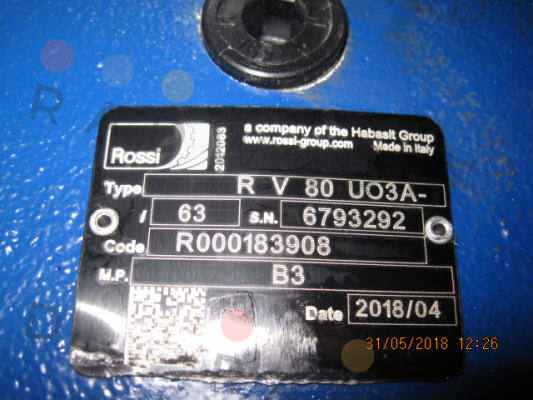 Rossi
2012063
a company of the Habasit Group
www.rossi-group.com Made in Italy
Type R V 80 UO3A-
i 63 S.N. 6793292
Code R000183908
M.P. B3
Date 2018/04
31/05/2018 12:26